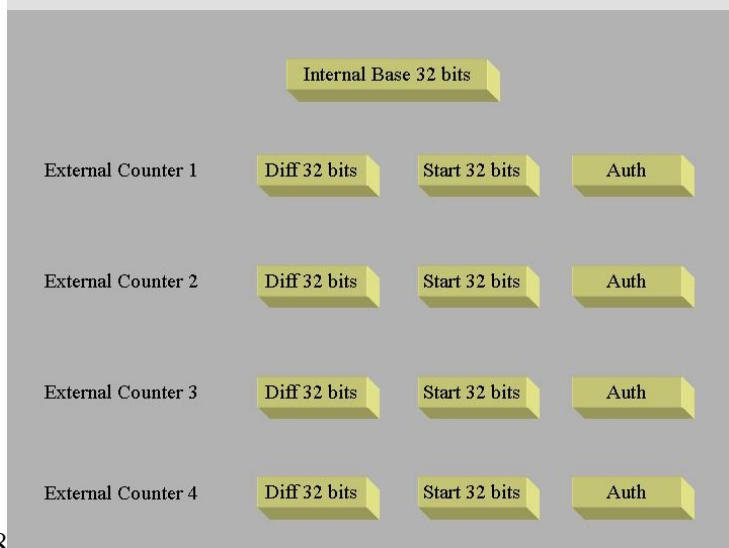 Internal Base 32 bits
External Counter 1 Diff 32 bits Start 32 bits Auth
External Counter 2 Diff 32 bits Start 32 bits Auth
External Counter 3 Diff 32 bits Start 32 bits Auth
External Counter 4 Diff 32 bits Start 32 bits Auth